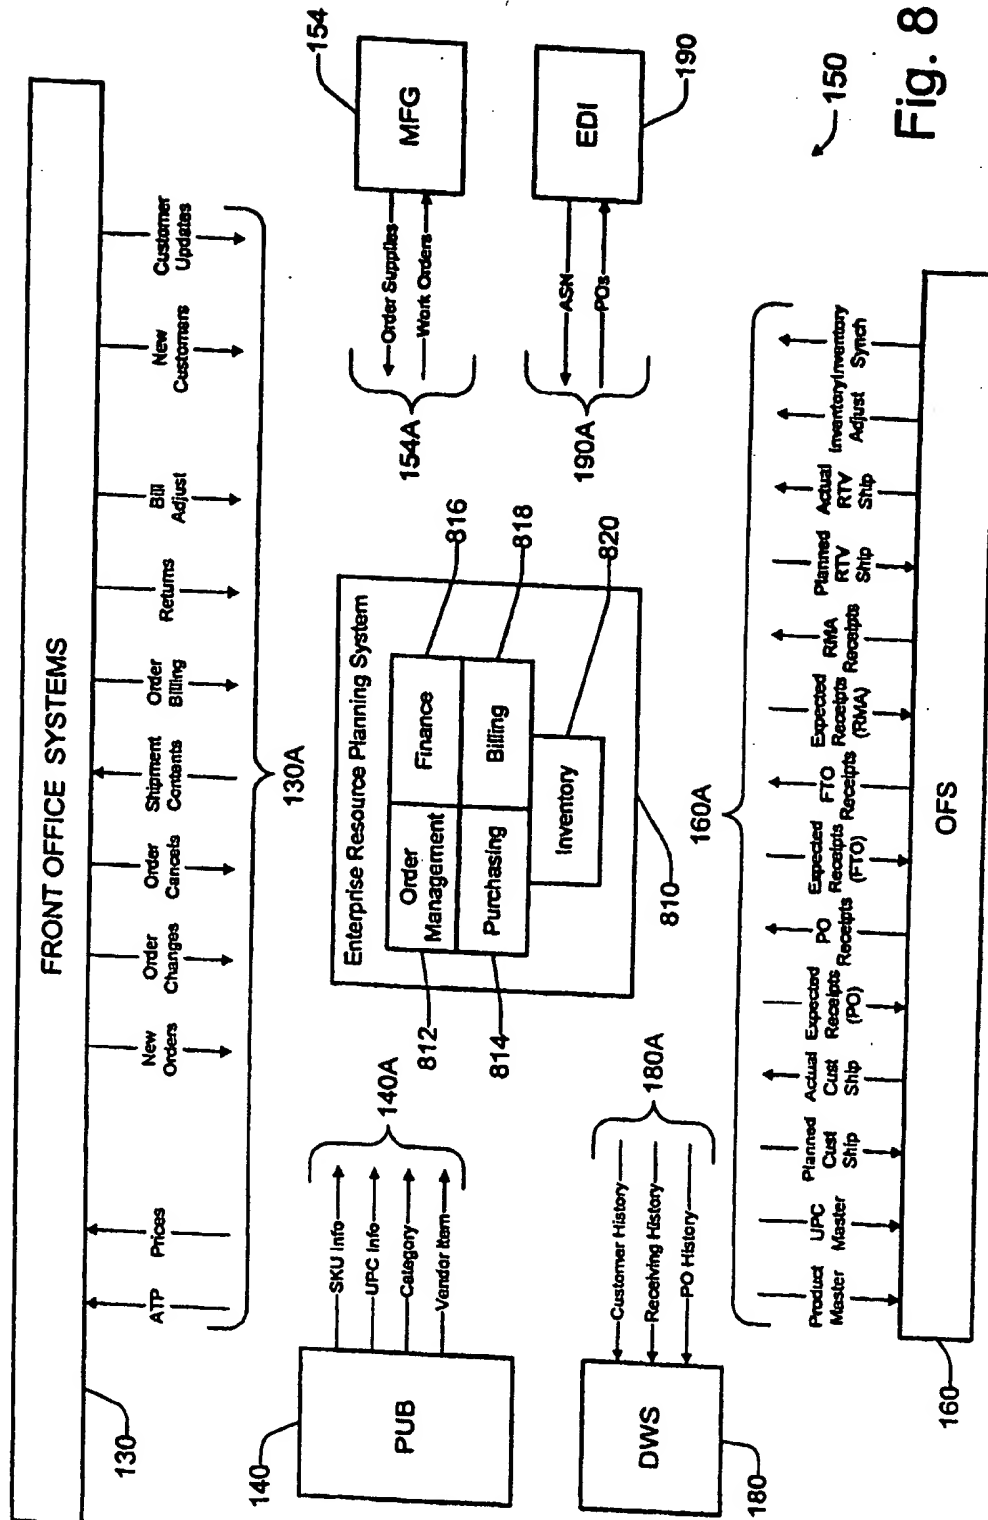 FRONT OFFICE SYSTEMS
130
ATP
Prices
New
Orders
Order
Changes
Order
Cancels
Shipment
Contents
Order
Billing
Returns
Bill
Adjust
New
Customers
Customer
Updates
130A
140
PUB
SKU Info
UPC Info
Category
Vendor Item
140A
Enterprise Resource Planning System
Order
Management
Finance
Purchasing
Billing
Inventory
812
814
816
818
820
810
154
MFG
Order Supplies
Work Orders
154A
180
DWS
Customer History
Receiving History
PO History
180A
190
EDI
ASN
POs
190A
160A
Product
Master
UPC
Master
Planned
Cust
Ship
Actual
Cust
Ship
Expected
Receipts
(PO)
PO
Receipts
Expected
Receipts
(FTO)
FTO
Receipts
Expected
Receipts
(RMA)
RMA
Receipts
Planned
RTV
Ship
Actual
RTV
Ship
Inventory
Adjust
Inventory
Synch
OFS
160
150
Fig. 8